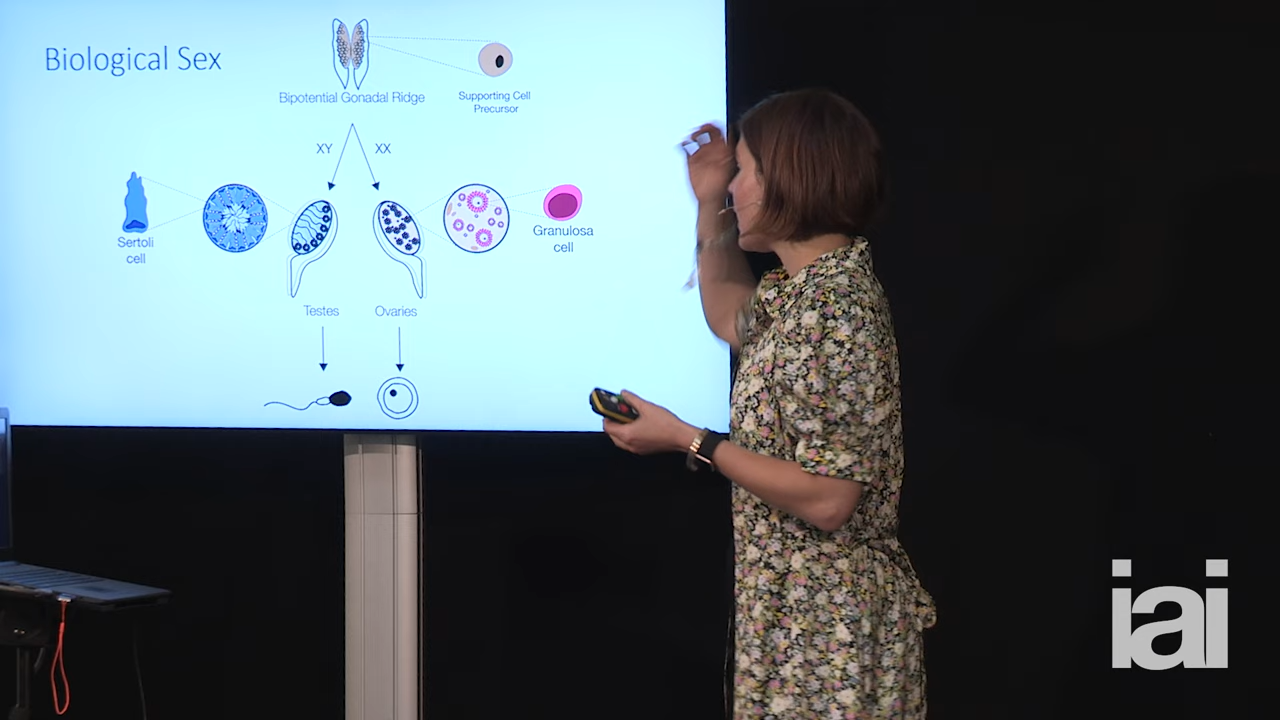 Biological Sex
Bipotential Gonadal Ridge
Supporting Cell
Precursor
XY
XX
Sertoli
cell
Granulosa
cell
Testes
Ovaries
iai